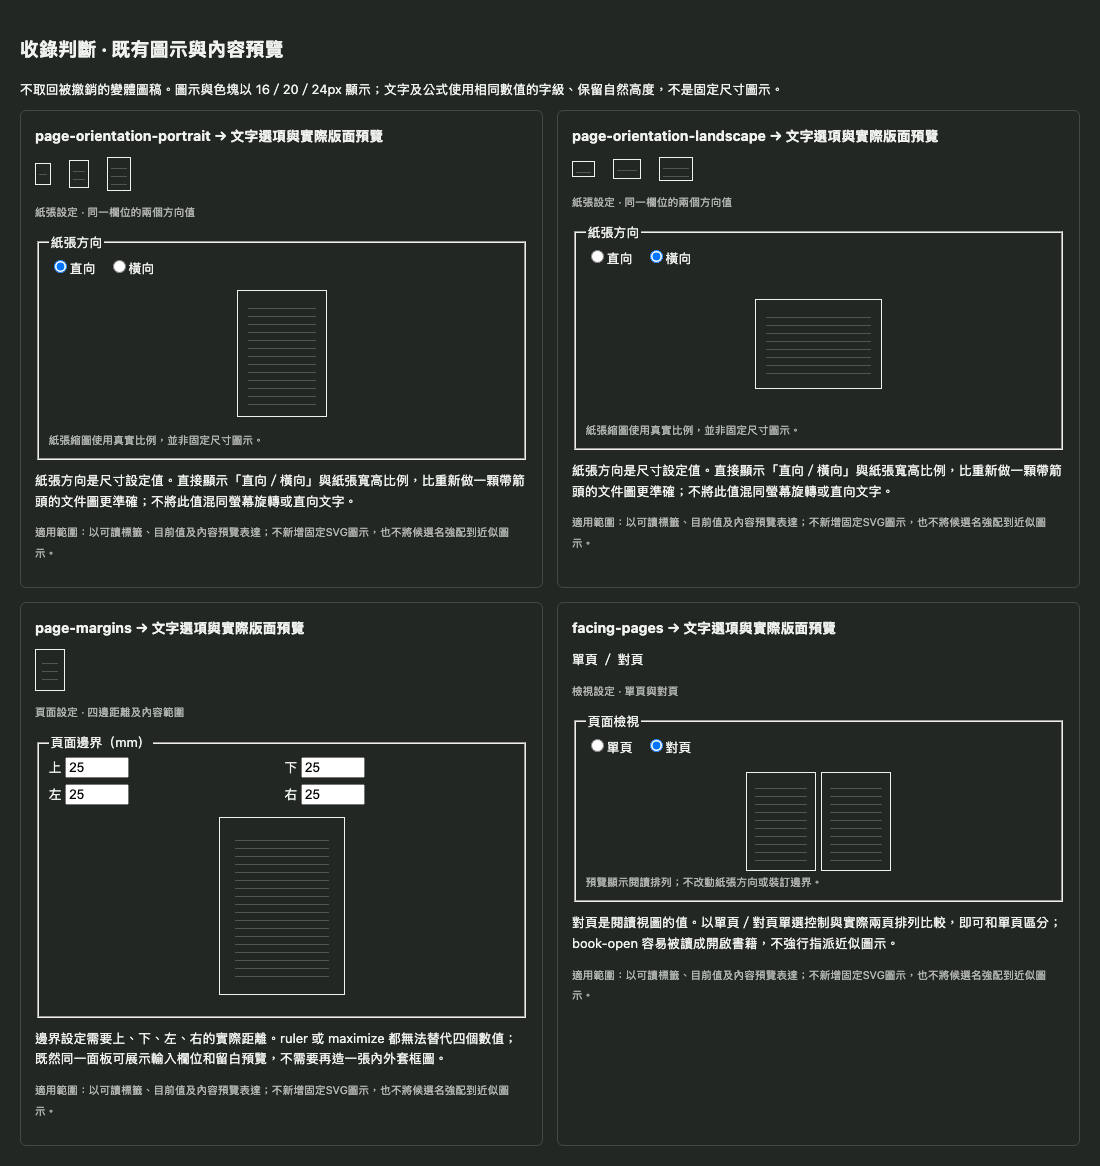 收錄判斷 · 既有圖示與內容預覽
不取回被撤銷的變體圖稿。圖示與色塊以 16 / 20 / 24px 顯示；文字及公式使用相同數值的字級、保留自然高度，不是固定尺寸圖示。
page-orientation-portrait → 文字選項與實際版面預覽
紙張設定 · 同一欄位的兩個方向值
紙張方向
直向 橫向
紙張縮圖使用真實比例，並非固定尺寸圖示。
紙張方向是尺寸設定值。直接顯示「直向 / 橫向」與紙張寬高比例，比重新做一顆帶箭
頭的文件圖更準確；不將此值混同螢幕旋轉或直向文字。
適用範圍：以可讀標籤、目前值及內容預覽表達；不新增固定SVG圖示，也不將候選名強配到近似圖
示。
page-orientation-landscape → 文字選項與實際版面預覽
紙張設定 · 同一欄位的兩個方向值
紙張方向
直向 橫向
紙張縮圖使用真實比例，並非固定尺寸圖示。
紙張方向是尺寸設定值。直接顯示「直向 / 橫向」與紙張寬高比例，比重新做一顆帶箭
頭的文件圖更準確；不將此值混同螢幕旋轉或直向文字。
適用範圍：以可讀標籤、目前值及內容預覽表達；不新增固定SVG圖示，也不將候選名強配到近似圖
示。
page-margins → 文字選項與實際版面預覽
頁面設定 · 四邊距離及內容範圍
頁面邊界（mm）
上 25 下 25
左 25 右 25
邊界設定需要上、下、左、右的實際距離。ruler 或 maximize 都無法替代四個數值；
既然同一面板可展示輸入欄位和留白預覽，不需要再造一張內外套框圖。
適用範圍：以可讀標籤、目前值及內容預覽表達；不新增固定SVG圖示，也不將候選名強配到近似圖
示。
facing-pages → 文字選項與實際版面預覽
單頁 / 對頁
檢視設定 · 單頁與對頁
頁面檢視
單頁 對頁
預覽顯示閱讀排列；不改動紙張方向或裝訂邊界。
對頁是閱讀視圖的值。以單頁 / 對頁單選控制與實際兩頁排列比較，即可和單頁區分；
book-open 容易被讀成開啟書籍，不強行指派近似圖示。
適用範圍：以可讀標籤、目前值及內容預覽表達；不新增固定SVG圖示，也不將候選名強配到近似圖
示。